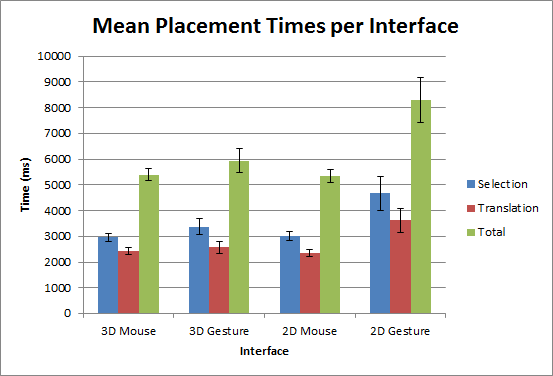 Mean Placement Times per Interface
10000
9000
8000
7000
6000
5000
4000
3000
2000
1000
0
Time (ms)
3D Mouse
3D Gesture
2D Mouse
2D Gesture
Interface
Selection
Translation
Total